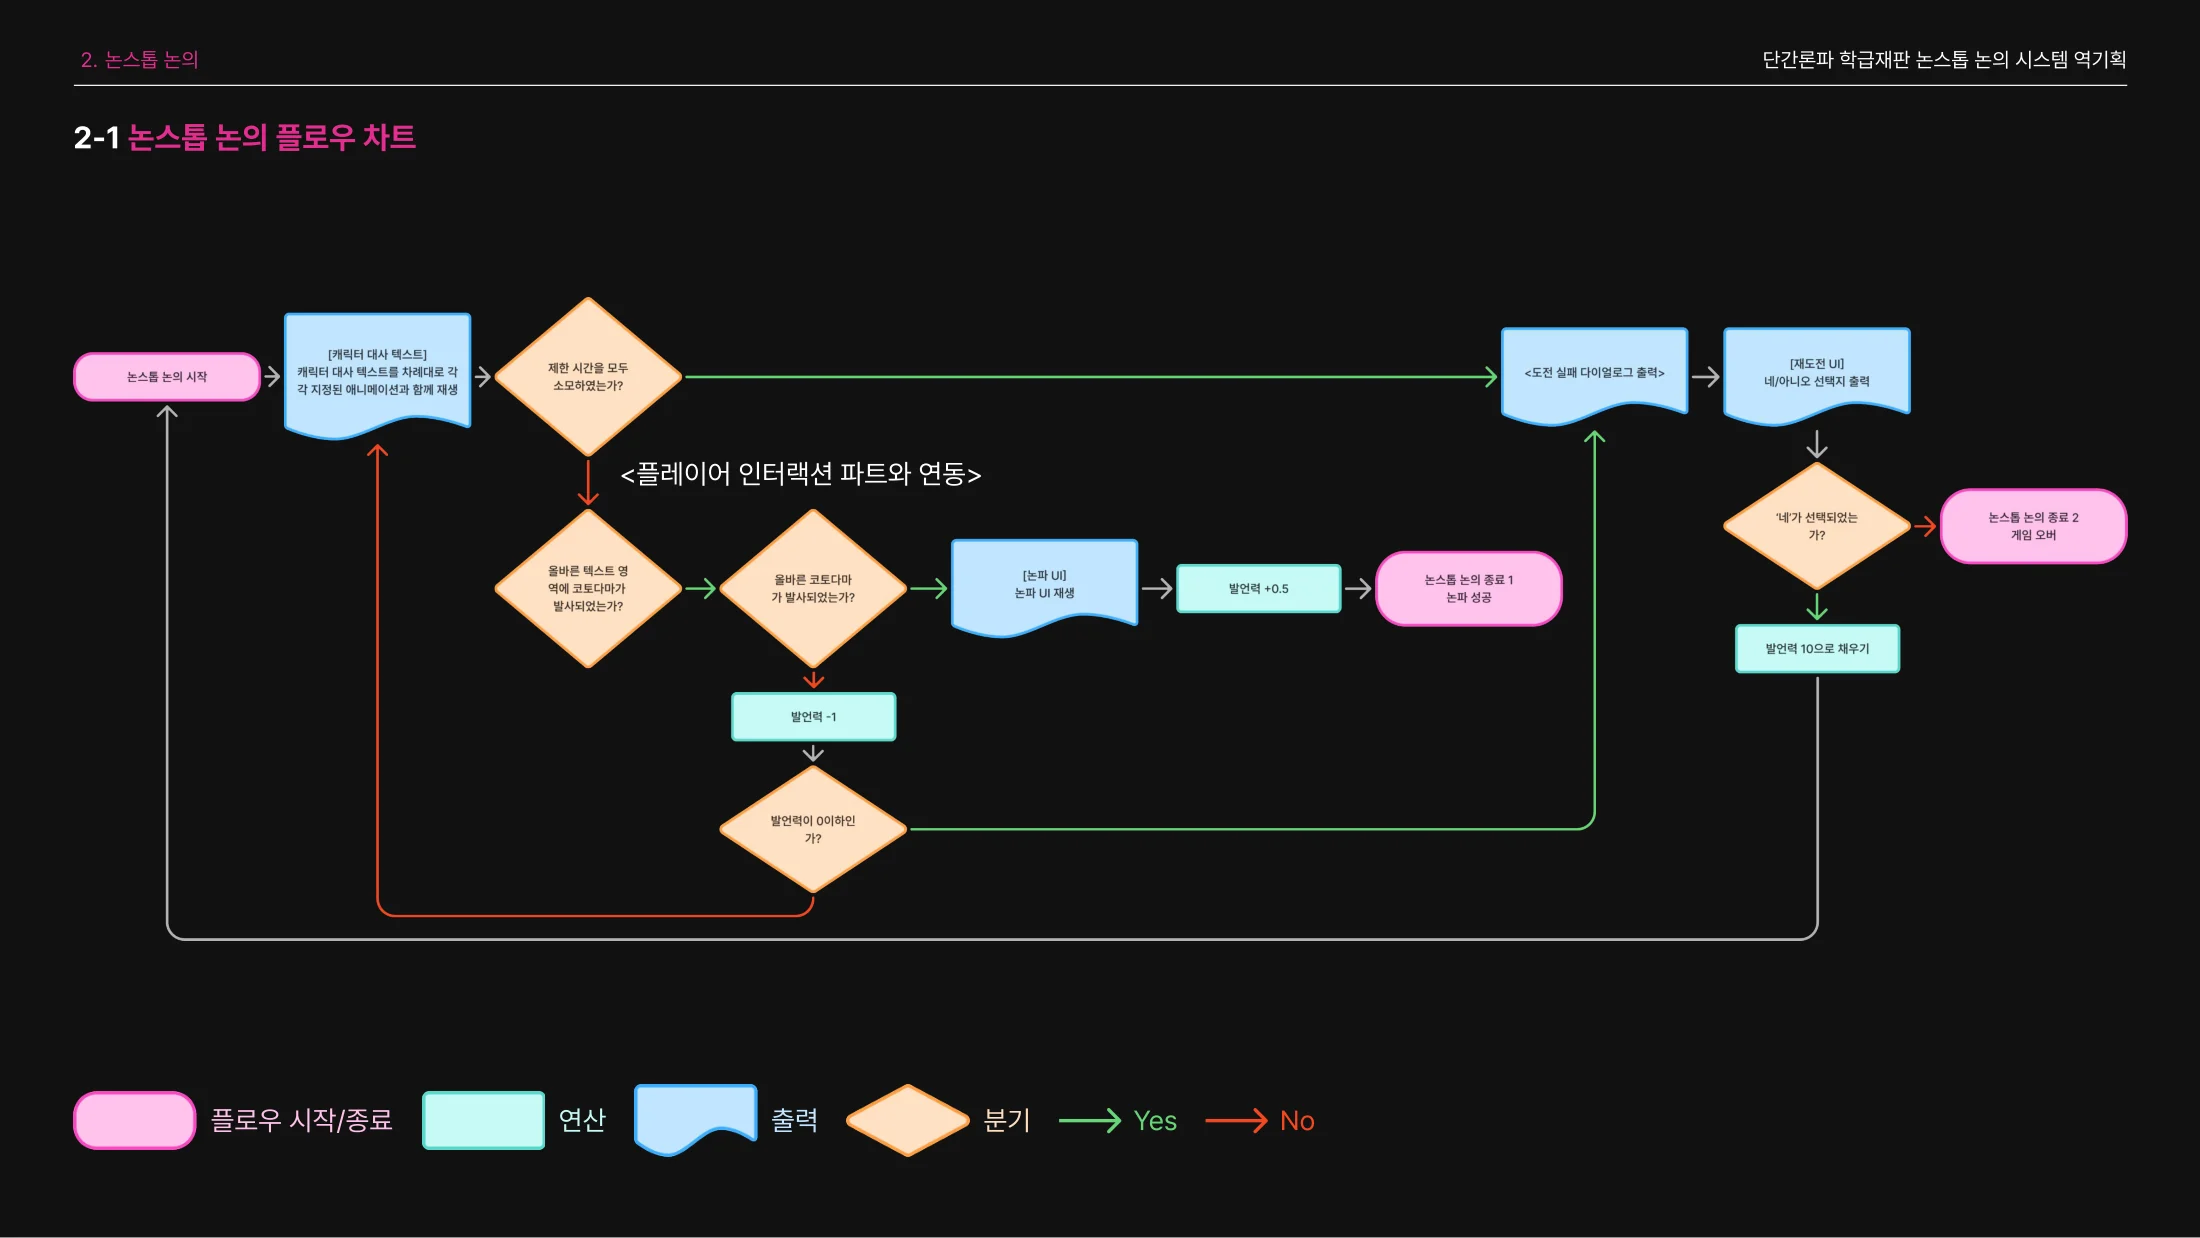 2. 논스톱 논의
단간론파 학급재판 논스톱 논의 시스템 역기획
2-1 논스톱 논의 플로우 차트
논스톱 논의 시작
[캐릭터 대사 텍스트]
캐릭터 대사 텍스트를 차례대로 각
각 지정된 애니메이션과 함께 재생
제한 시간을 모두
소모하였는가?
<도전 실패 다이얼로그 출력>
[재도전 UI]
네/아니오 선택지 출력
<플레이어 인터랙션 파트와 연동>
올바른 텍스트 영
역에 코토다마가
발사되었는가?
올바른 코토다마
가 발사되었는가?
[논파 UI]
논파 UI 재생
발언력 +0.5
논스톱 논의 종료 1
논파 성공
'네'가 선택되었는
가?
논스톱 논의 종료 2
게임 오버
발언력 10으로 채우기
발언력 -1
발언력이 0이하인
가?
플로우 시작/종료
연산
출력
분기
Yes
No